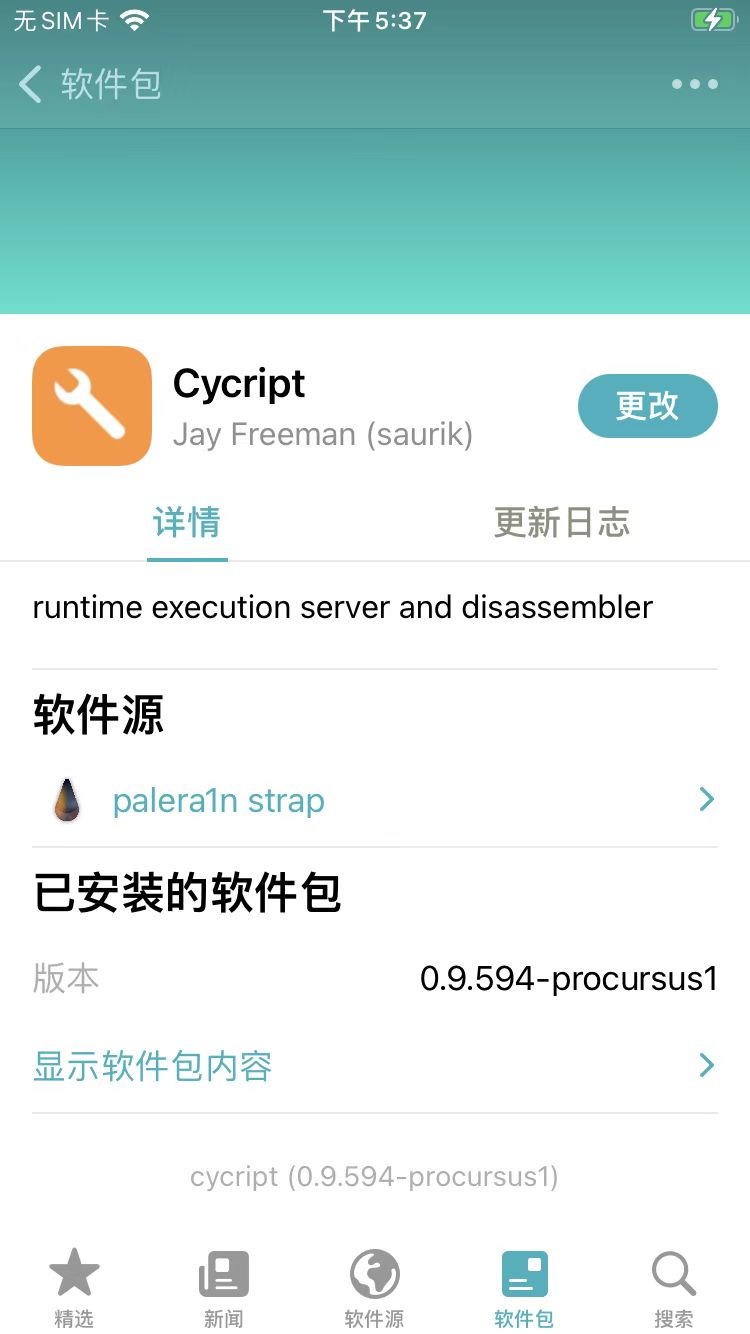 无SIM卡 下午5:37
软件包
Cycript
Jay Freeman (saurik)
更改
详情 更新日志
runtime execution server and disassembler
软件源
palera1n strap
已安装的软件包
版本 0.9.594-procursus1
显示软件包内容
cycript (0.9.594-procursus1)
精选 新闻 软件源 软件包 搜索